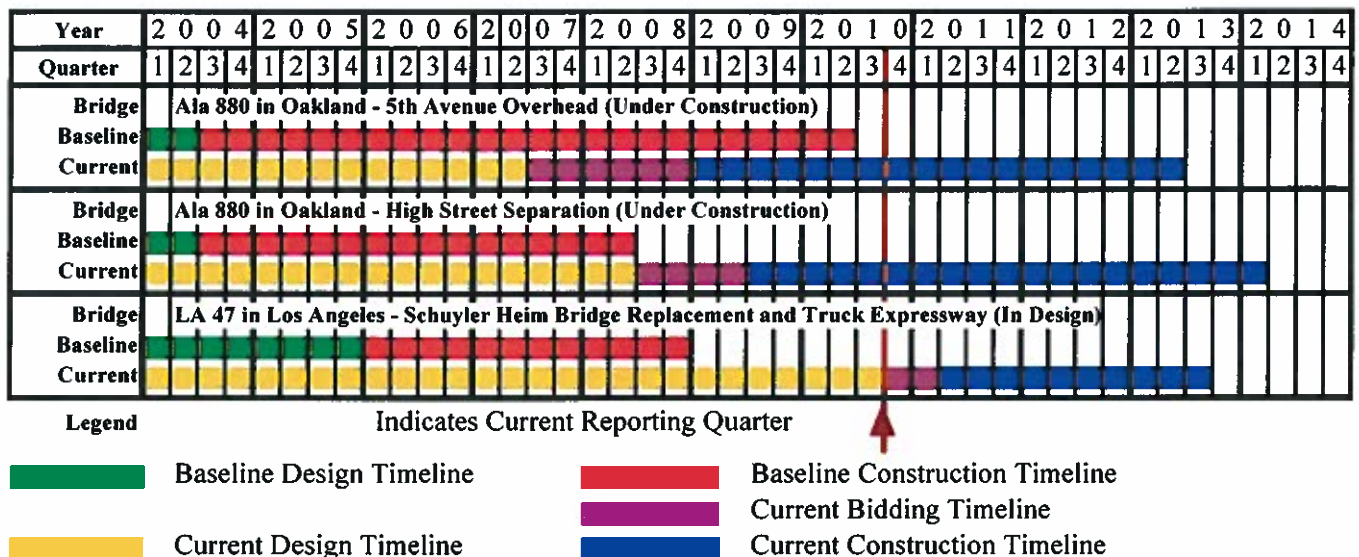 Year 2 0 0 4 2 0 0 5 2 0 0 6 2 0 0 7 2 0 0 8 2 0 0 9 2 0 1 0 2 0 1 1 2 0 1 2 2 0 1 3 2 0 1 4
Quarter 1 2 3 4 1 2 3 4 1 2 3 4 1 2 3 4 1 2 3 4 1 2 3 4 1 2 3 4 1 2 3 4 1 2 3 4 1 2 3 4 1 2 3 4
Bridge Ala 880 in Oakland - 5th Avenue Overhead (Under Construction)
Baseline
Current
Bridge Ala 880 in Oakland - High Street Separation (Under Construction)
Baseline
Current
Bridge LA 47 in Los Angeles - Schuyler Heim Bridge Replacement and Truck Expressway (In Design)
Baseline
Current
Legend Indicates Current Reporting Quarter
Baseline Design Timeline Baseline Construction Timeline
Current Bidding Timeline
Current Design Timeline Current Construction Timeline